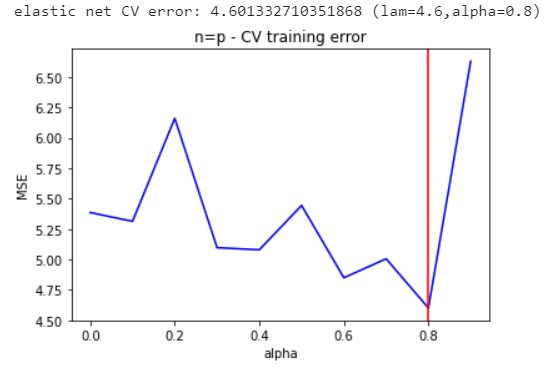 elastic net CV error: 4.601332710351868 (lam=4.6,alpha=0.8)
n=p - CV training error
6.50
6.25
6.00
5.75
5.50
5.25
5.00
4.75
4.50
MSE
0.0 0.2 0.4 0.6 0.8
alpha